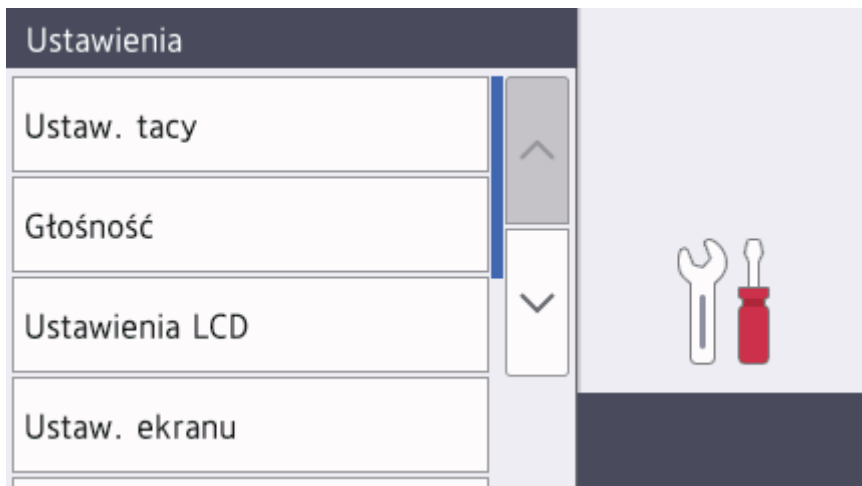 Ustawienia
Ustaw. tacy
Głośność
Ustawienia LCD
Ustaw. ekranu